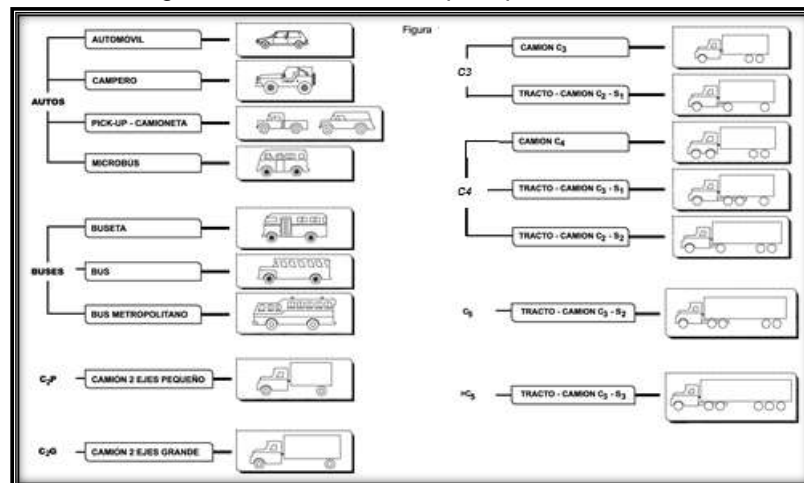 Figura
AUTOS
AUTOMÓVIL
CAMPERO
PICK-UP - CAMIONETA
MICROBÚS
BUSES
BUSETA
BUS
BUS METROPOLITANO
C₂P
CAMIÓN 2 EJES PEQUEÑO
C₂G
CAMIÓN 2 EJES GRANDE
C3
CAMION C₃
TRACTO - CAMION C₂ - S₁
C4
CAMION C₄
TRACTO - CAMION C₃ - S₁
TRACTO - CAMION C₂ - S₂
C₅
TRACTO - CAMION C₃ - S₂
>C₅
TRACTO - CAMION C₃ - S₃